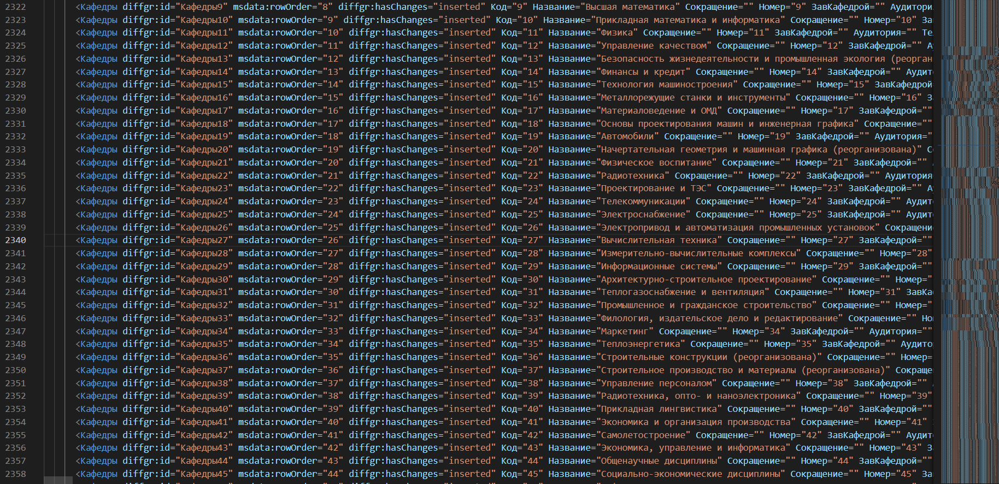 2322 <Кафедры diffgr:id="Кафедры9" msdata:rowOrder="8" diffgr:hasChanges="inserted" Код="9" Название="Высшая математика" Сокращение="" Номер="9" ЗавКафедрой="" Аудитори
2323 <Кафедры diffgr:id="Кафедры10" msdata:rowOrder="9" diffgr:hasChanges="inserted" Код="10" Название="Прикладная математика и информатика" Сокращение="" Номер="10" За
2324 <Кафедры diffgr:id="Кафедры11" msdata:rowOrder="10" diffgr:hasChanges="inserted" Код="11" Название="Физика" Сокращение="" Номер="11" ЗавКафедрой="" Аудитория="" Те
2325 <Кафедры diffgr:id="Кафедры12" msdata:rowOrder="11" diffgr:hasChanges="inserted" Код="12" Название="Управление качеством" Сокращение="" Номер="12" ЗавКафедрой="" А
2326 <Кафедры diffgr:id="Кафедры13" msdata:rowOrder="12" diffgr:hasChanges="inserted" Код="13" Название="Безопасность жизнедеятельности и промышленная экология (реорган
2327 <Кафедры diffgr:id="Кафедры14" msdata:rowOrder="13" diffgr:hasChanges="inserted" Код="14" Название="Финансы и кредит" Сокращение="" Номер="14" ЗавКафедрой="" Аудит
2328 <Кафедры diffgr:id="Кафедры15" msdata:rowOrder="14" diffgr:hasChanges="inserted" Код="15" Название="Технология машиностроения" Сокращение="" Номер="15" ЗавКафедрой
2329 <Кафедры diffgr:id="Кафедры16" msdata:rowOrder="15" diffgr:hasChanges="inserted" Код="16" Название="Металлорежущие станки и инструменты" Сокращение="" Номер="16" З
2330 <Кафедры diffgr:id="Кафедры17" msdata:rowOrder="16" diffgr:hasChanges="inserted" Код="17" Название="Материаловедение и ОМД" Сокращение="" Номер="17" ЗавКафедрой=""
2331 <Кафедры diffgr:id="Кафедры18" msdata:rowOrder="17" diffgr:hasChanges="inserted" Код="18" Название="Основы проектирования машин и инженерная графика" Сокращение=""
2332 <Кафедры diffgr:id="Кафедры19" msdata:rowOrder="18" diffgr:hasChanges="inserted" Код="19" Название="Автомобили" Сокращение="" Номер="19" ЗавКафедрой="" Аудитория="
2333 <Кафедры diffgr:id="Кафедры20" msdata:rowOrder="19" diffgr:hasChanges="inserted" Код="20" Название="Начертательная геометрия и машинная графика (реорганизована)" С
2334 <Кафедры diffgr:id="Кафедры21" msdata:rowOrder="20" diffgr:hasChanges="inserted" Код="21" Название="Физическое воспитание" Сокращение="" Номер="21" ЗавКафедрой=""
2335 <Кафедры diffgr:id="Кафедры22" msdata:rowOrder="21" diffgr:hasChanges="inserted" Код="22" Название="Радиотехника" Сокращение="" Номер="22" ЗавКафедрой="" Аудитория
2336 <Кафедры diffgr:id="Кафедры23" msdata:rowOrder="22" diffgr:hasChanges="inserted" Код="23" Название="Проектирование и ТЭС" Сокращение="" Номер="23" ЗавКафедрой="" А
2337 <Кафедры diffgr:id="Кафедры24" msdata:rowOrder="23" diffgr:hasChanges="inserted" Код="24" Название="Телекоммуникации" Сокращение="" Номер="24" ЗавКафедрой="" Аудит
2338 <Кафедры diffgr:id="Кафедры25" msdata:rowOrder="24" diffgr:hasChanges="inserted" Код="25" Название="Электроснабжение" Сокращение="" Номер="25" ЗавКафедрой="" Аудит
2339 <Кафедры diffgr:id="Кафедры26" msdata:rowOrder="25" diffgr:hasChanges="inserted" Код="26" Название="Электропривод и автоматизация промышленных установок" Сокращени
2340 <Кафедры diffgr:id="Кафедры27" msdata:rowOrder="26" diffgr:hasChanges="inserted" Код="27" Название="Вычислительная техника" Сокращение="" Номер="27" ЗавКафедрой=""
2341 <Кафедры diffgr:id="Кафедры28" msdata:rowOrder="27" diffgr:hasChanges="inserted" Код="28" Название="Измерительно-вычислительные комплексы" Сокращение="" Номер="28"
2342 <Кафедры diffgr:id="Кафедры29" msdata:rowOrder="28" diffgr:hasChanges="inserted" Код="29" Название="Информационные системы" Сокращение="" Номер="29" ЗавКафедрой=""
2343 <Кафедры diffgr:id="Кафедры30" msdata:rowOrder="29" diffgr:hasChanges="inserted" Код="30" Название="Архитектурно-строительное проектирование" Сокращение="" Номер="
2344 <Кафедры diffgr:id="Кафедры31" msdata:rowOrder="30" diffgr:hasChanges="inserted" Код="31" Название="Теплогазоснабжение и вентиляция" Сокращение="" Номер="31" ЗавКа
2345 <Кафедры diffgr:id="Кафедры32" msdata:rowOrder="31" diffgr:hasChanges="inserted" Код="32" Название="Промышленное и гражданское строительство" Сокращение="" Номер="
2346 <Кафедры diffgr:id="Кафедры33" msdata:rowOrder="32" diffgr:hasChanges="inserted" Код="33" Название="Филология, издательское дело и редактирование" Сокращение="" Но
2347 <Кафедры diffgr:id="Кафедры34" msdata:rowOrder="33" diffgr:hasChanges="inserted" Код="34" Название="Маркетинг" Сокращение="" Номер="34" ЗавКафедрой="" Аудитория=""
2348 <Кафедры diffgr:id="Кафедры35" msdata:rowOrder="34" diffgr:hasChanges="inserted" Код="35" Название="Теплоэнергетика" Сокращение="" Номер="35" ЗавКафедрой="" Аудито
2349 <Кафедры diffgr:id="Кафедры36" msdata:rowOrder="35" diffgr:hasChanges="inserted" Код="36" Название="Строительные конструкции (реорганизована)" Сокращение="" Номер=
2350 <Кафедры diffgr:id="Кафедры37" msdata:rowOrder="36" diffgr:hasChanges="inserted" Код="37" Название="Строительное производство и материалы (реорганизована)" Сокраще
2351 <Кафедры diffgr:id="Кафедры38" msdata:rowOrder="37" diffgr:hasChanges="inserted" Код="38" Название="Управление персоналом" Сокращение="" Номер="38" ЗавКафедрой=""
2352 <Кафедры diffgr:id="Кафедры39" msdata:rowOrder="38" diffgr:hasChanges="inserted" Код="39" Название="Радиотехника, опто- и наноэлектроника" Сокращение="" Номер="39"
2353 <Кафедры diffgr:id="Кафедры40" msdata:rowOrder="39" diffgr:hasChanges="inserted" Код="40" Название="Прикладная лингвистика" Сокращение="" Номер="40" ЗавКафедрой=""
2354 <Кафедры diffgr:id="Кафедры41" msdata:rowOrder="40" diffgr:hasChanges="inserted" Код="41" Название="Экономика и организация производства" Сокращение="" Номер="41"
2355 <Кафедры diffgr:id="Кафедры42" msdata:rowOrder="41" diffgr:hasChanges="inserted" Код="42" Название="Самолетостроение" Сокращение="" Номер="42" ЗавКафедрой="" Аудит
2356 <Кафедры diffgr:id="Кафедры43" msdata:rowOrder="42" diffgr:hasChanges="inserted" Код="43" Название="Экономика, управление и информатика" Сокращение="" Номер="43" З
2357 <Кафедры diffgr:id="Кафедры44" msdata:rowOrder="43" diffgr:hasChanges="inserted" Код="44" Название="Общенаучные дисциплины" Сокращение="" Номер="44" ЗавКафедрой=""
2358 <Кафедры diffgr:id="Кафедры45" msdata:rowOrder="44" diffgr:hasChanges="inserted" Код="45" Название="Социально-экономические дисциплины" Сокращение="" Номер="45" За